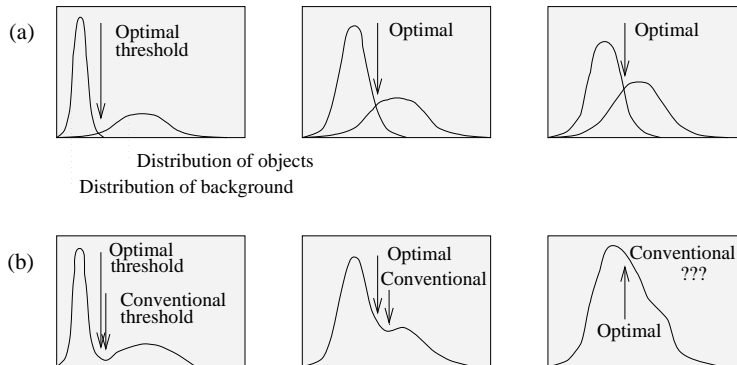 (a)
Optimal
threshold
Optimal
Optimal
Distribution of objects
Distribution of background
(b)
Optimal
threshold
Conventional
threshold
Optimal
Conventional
Conventional
???
Optimal